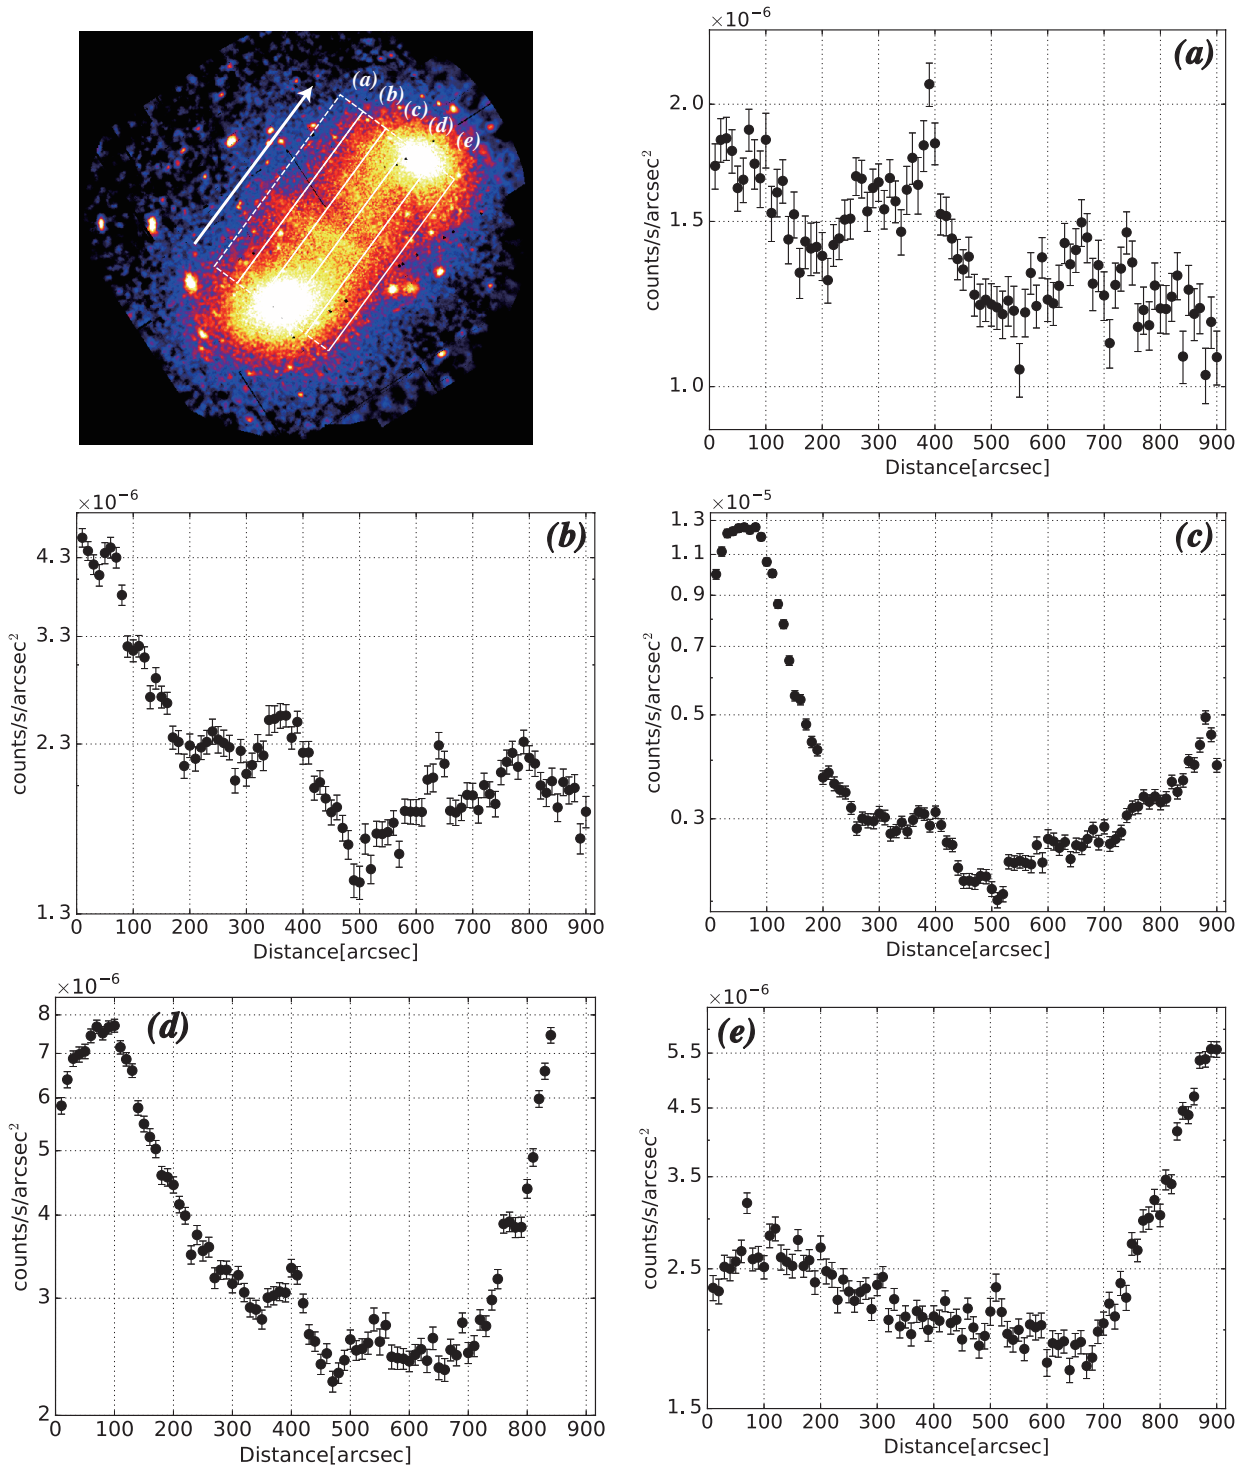 (a)
(b)
(c)
(d)
(e)
×10⁻⁶
(a)
2.0
1.5
1.0
counts/s/arcsec²
0 100 200 300 400 500 600 700 800 900
Distance[arcsec]
×10⁻⁶
(b)
4.3
3.3
2.3
1.3
counts/s/arcsec²
0 100 200 300 400 500 600 700 800 900
Distance[arcsec]
×10⁻⁵
(c)
1.3
1.1
0.9
0.7
0.5
0.3
counts/s/arcsec²
0 100 200 300 400 500 600 700 800 900
Distance[arcsec]
×10⁻⁶
(d)
8
7
6
5
4
3
2
counts/s/arcsec²
0 100 200 300 400 500 600 700 800 900
Distance[arcsec]
×10⁻⁶
(e)
5.5
4.5
3.5
2.5
1.5
counts/s/arcsec²
0 100 200 300 400 500 600 700 800 900
Distance[arcsec]